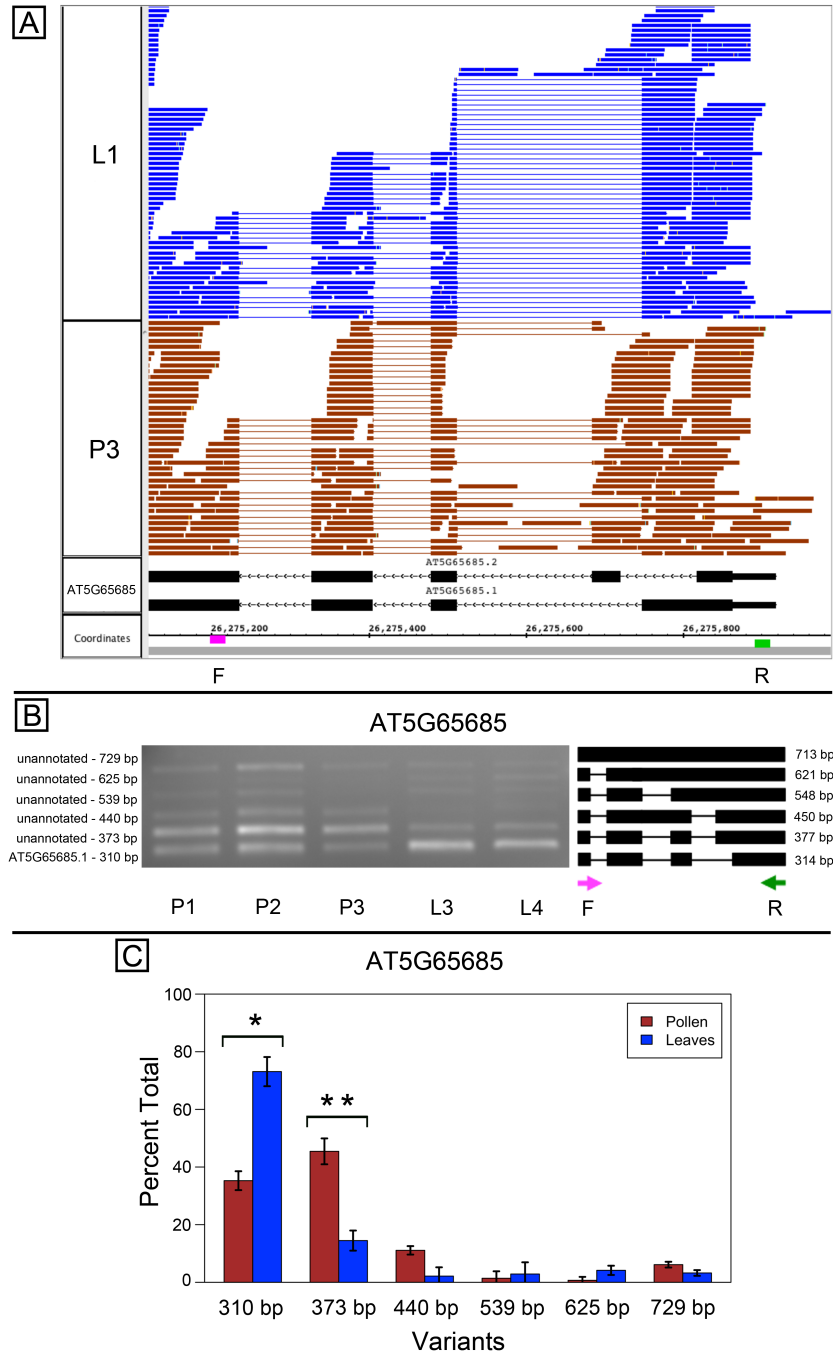 A
L1
P3
AT5G65685.2
AT5G65685
AT5G65685.1
Coordinates
26,275,200 26,275,400 26,275,600 26,275,800
F R
B
AT5G65685
unannotated - 729 bp
unannotated - 625 bp
unannotated - 539 bp
unannotated - 440 bp
unannotated - 373 bp
AT5G65685.1 - 310 bp
713 bp
621 bp
548 bp
450 bp
377 bp
314 bp
P1 P2 P3 L3 L4 F R
C
AT5G65685
Percent Total
100
80
60
40
20
0
*
* *
Pollen
Leaves
310 bp 373 bp 440 bp 539 bp 625 bp 729 bp
Variants